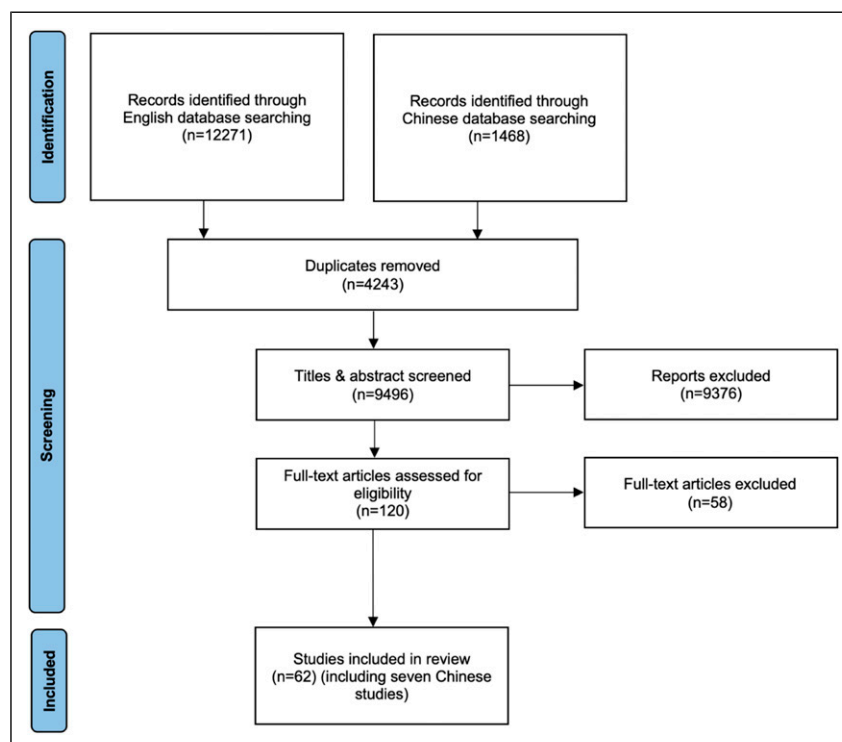 Identification
Records identified through
English database searching
(n=12271)
Records identified through
Chinese database searching
(n=1468)
Screening
Duplicates removed
(n=4243)
Titles & abstract screened
(n=9496)
Reports excluded
(n=9376)
Full-text articles assessed for
eligibility
(n=120)
Full-text articles excluded
(n=58)
Included
Studies included in review
(n=62) (including seven Chinese
studies)